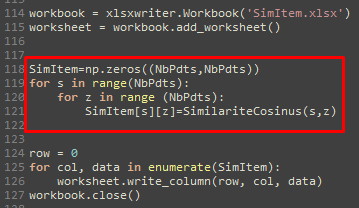 114 workbook = xlsxwriter.Workbook('SimItem.xlsx')
115 worksheet = workbook.add_worksheet()
116
117
118 SimItem=np.zeros((NbPdts,NbPdts))
119 for s in range(NbPdts):
120     for z in range (NbPdts):
121         SimItem[s][z]=SimilariteCosinus(s,z)
122
123
124 row = 0
125 for col, data in enumerate(SimItem):
126     worksheet.write_column(row, col, data)
127 workbook.close()